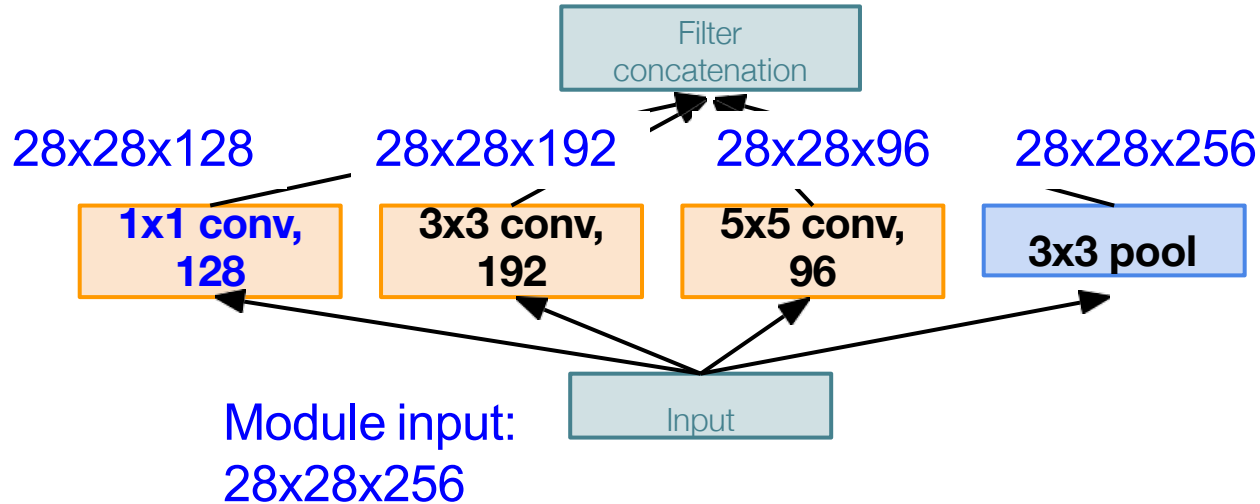 Filter
concatenation
28x28x128 28x28x192 28x28x96 28x28x256
1x1 conv,
128
3x3 conv,
192
5x5 conv,
96
3x3 pool
Input
Module input:
28x28x256